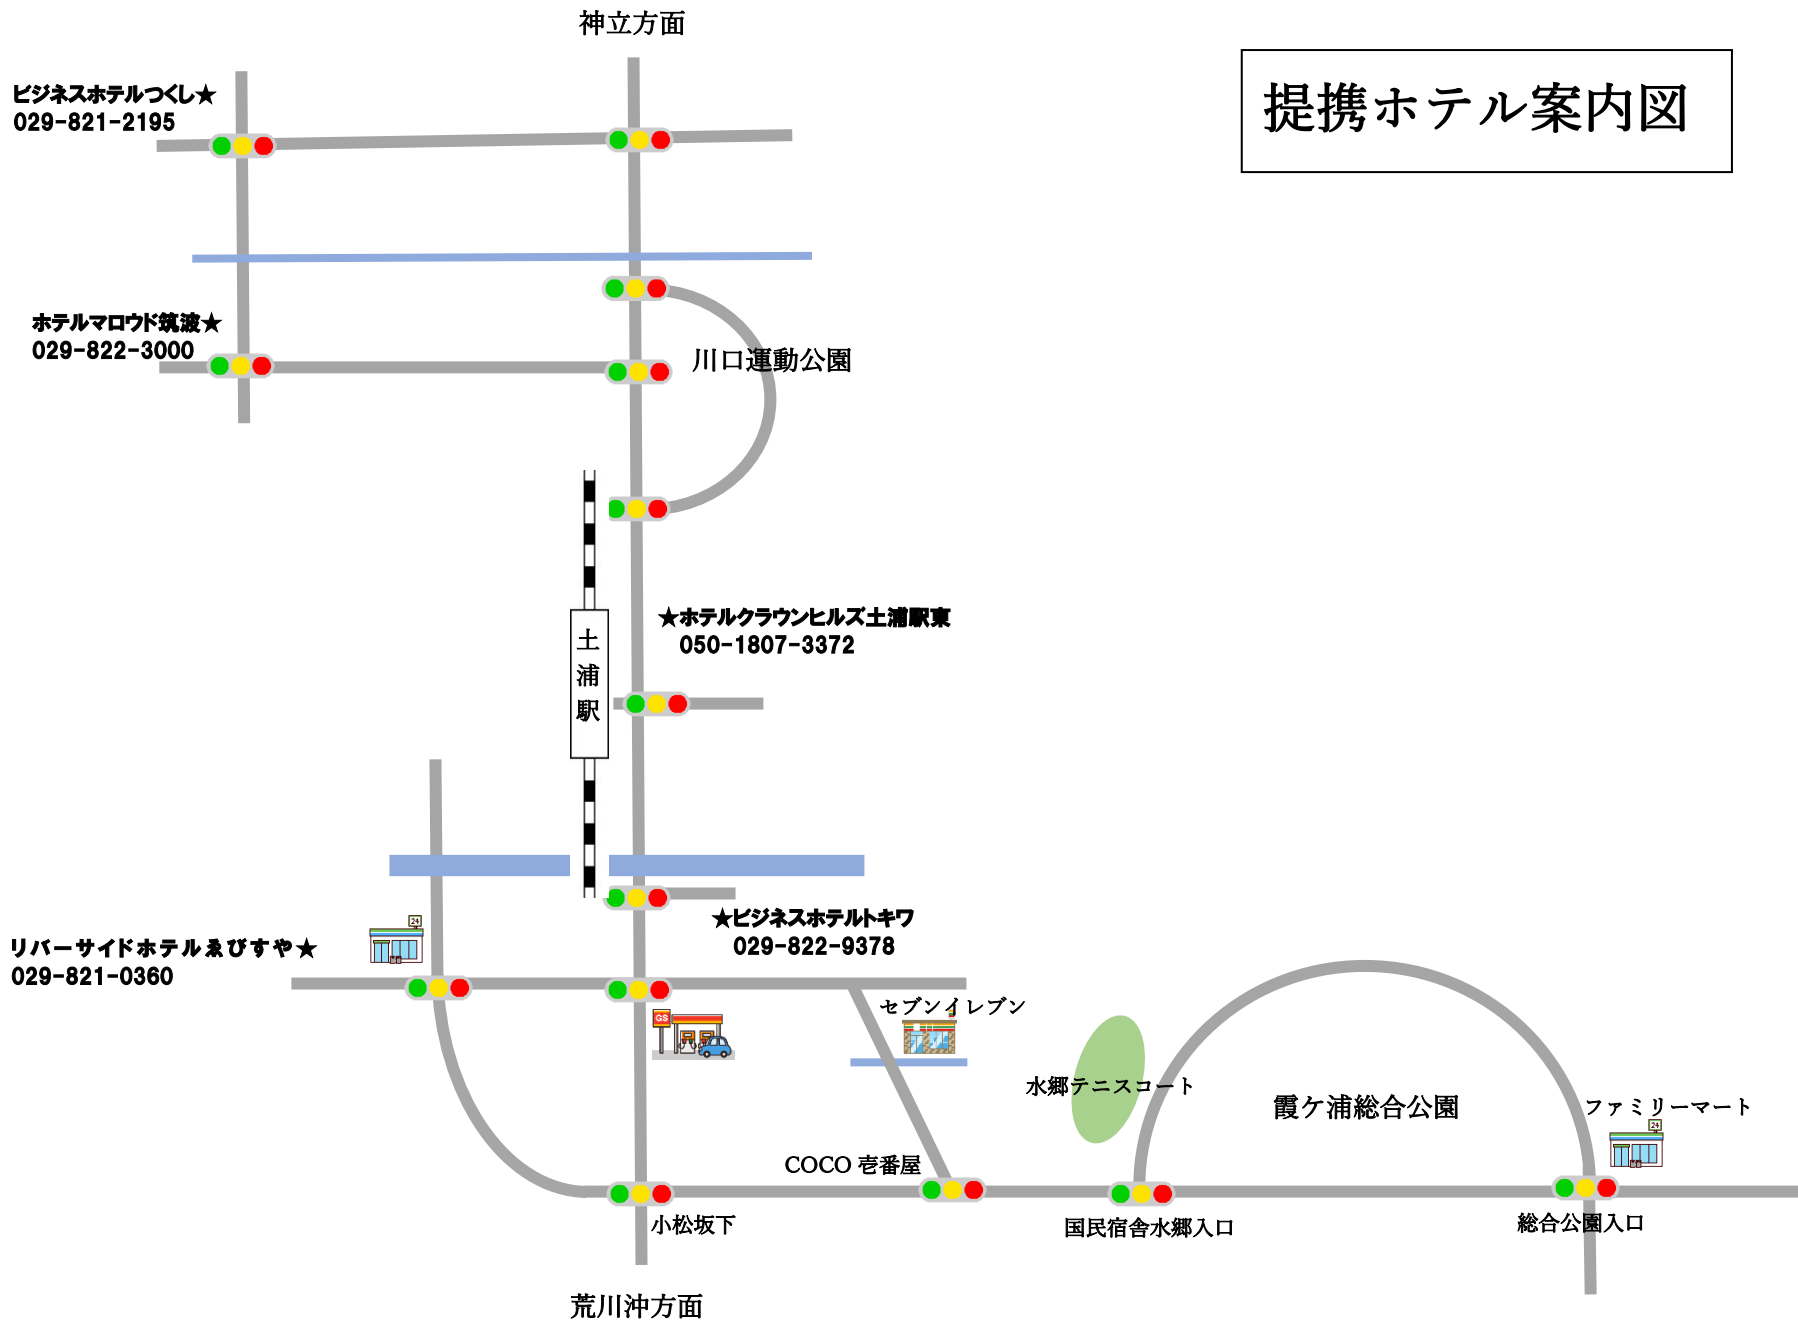 神立方面
提携ホテル案内図
ビジネスホテルつくし★
029-821-2195
ホテルマロウド筑波★
029-822-3000
川口運動公園
★ホテルクラウンヒルズ土浦駅東
050-1807-3372
土浦駅
★ビジネスホテルトキワ
029-822-9378
リバーサイドホテルゑびすや★
029-821-0360
24
GS
セブンイレブン
水郷テニスコート
霞ケ浦総合公園
ファミリーマート
24
COCO 壱番屋
小松坂下
国民宿舎水郷入口
総合公園入口
荒川沖方面